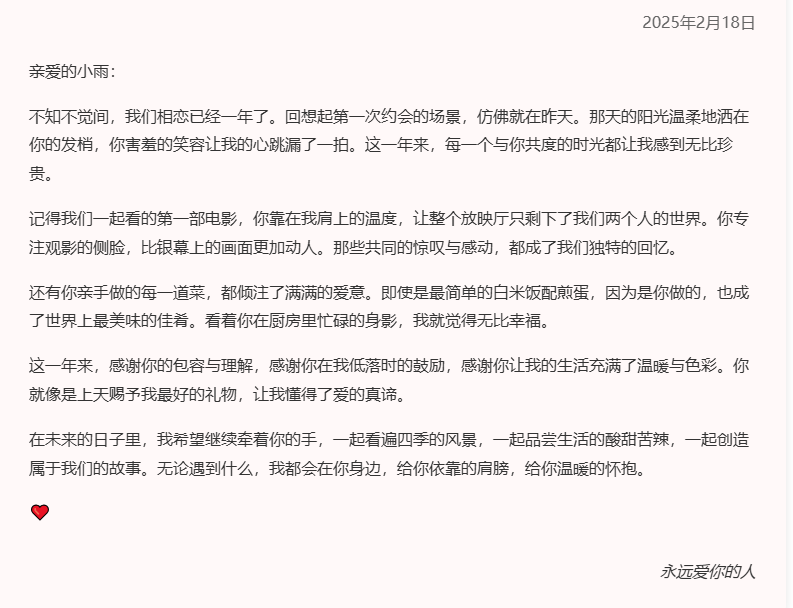 2025年2月18日
亲爱的小雨：
不知不觉间，我们相恋已经一年了。回想起第一次约会的场景，仿佛就在昨天。那天的阳光温柔地洒在
你的发梢，你害羞的笑容让我的心跳漏了一拍。这一年来，每一个与你共度的时光都让我感到无比珍
贵。
记得我们一起看的第一部电影，你靠在我肩上的温度，让整个放映厅只剩下了我们两个人的世界。你专
注观影的侧脸，比银幕上的画面更加动人。那些共同的惊叹与感动，都成了我们独特的回忆。
还有你亲手做的每一道菜，都倾注了满满的爱意。即使是最简单的白米饭配煎蛋，因为是你做的，也成
了世界上最美味的佳肴。看着你在厨房里忙碌的身影，我就觉得无比幸福。
这一年来，感谢你的包容与理解，感谢你在我低落时的鼓励，感谢你让我的生活充满了温暖与色彩。你
就像是上天赐予我最好的礼物，让我懂得了爱的真谛。
在未来的日子里，我希望继续牵着你的手，一起看遍四季的风景，一起品尝生活的酸甜苦辣，一起创造
属于我们的故事。无论遇到什么，我都会在你身边，给你依靠的肩膀，给你温暖的怀抱。
永远爱你的人